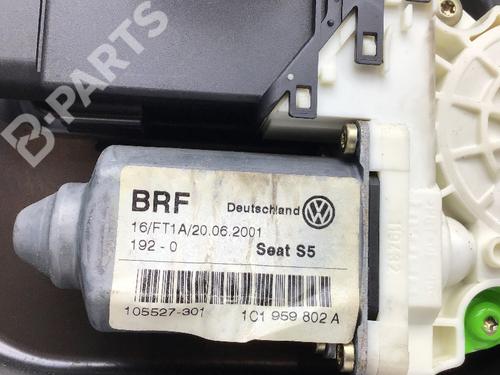 B-PARTS
BRF Deutschland
16/FT1A/20.06.2001
192-0 Seat S5
105527-301 1C1 959 802 A